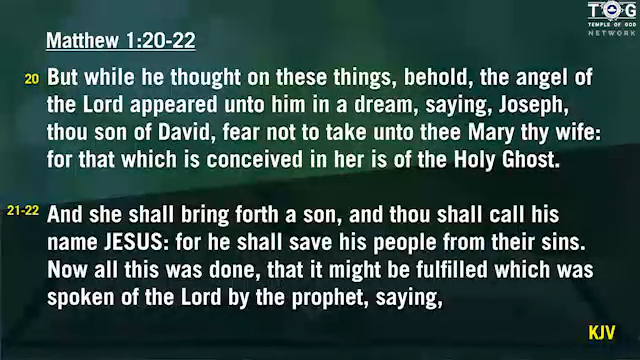 TOG
TEMPLE OF GOD
NETWORK
Matthew 1:20-22
20 But while he thought on these things, behold, the angel of
the Lord appeared unto him in a dream, saying, Joseph,
thou son of David, fear not to take unto thee Mary thy wife:
for that which is conceived in her is of the Holy Ghost.
21-22 And she shall bring forth a son, and thou shall call his
name JESUS: for he shall save his people from their sins.
Now all this was done, that it might be fulfilled which was
spoken of the Lord by the prophet, saying,
KJV